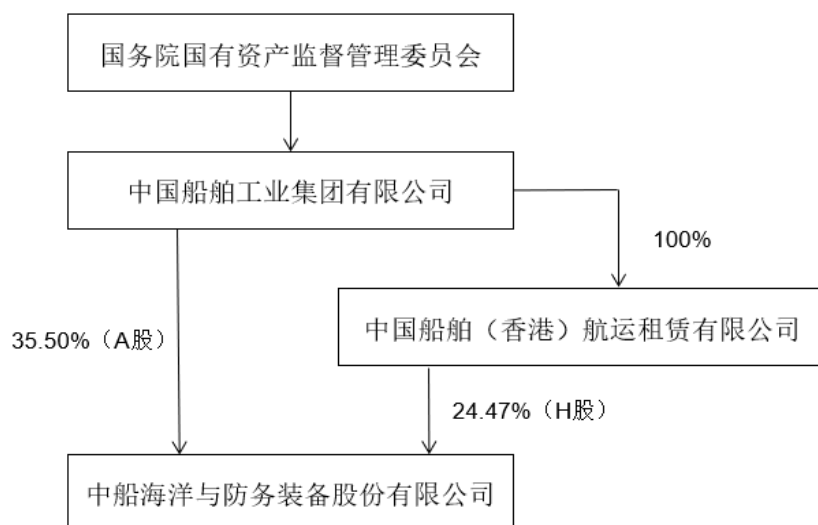 国务院国有资产监督管理委员会
中国船舶工业集团有限公司
100%
中国船舶（香港）航运租赁有限公司
35.50%（A股）
24.47%（H股）
中船海洋与防务装备股份有限公司